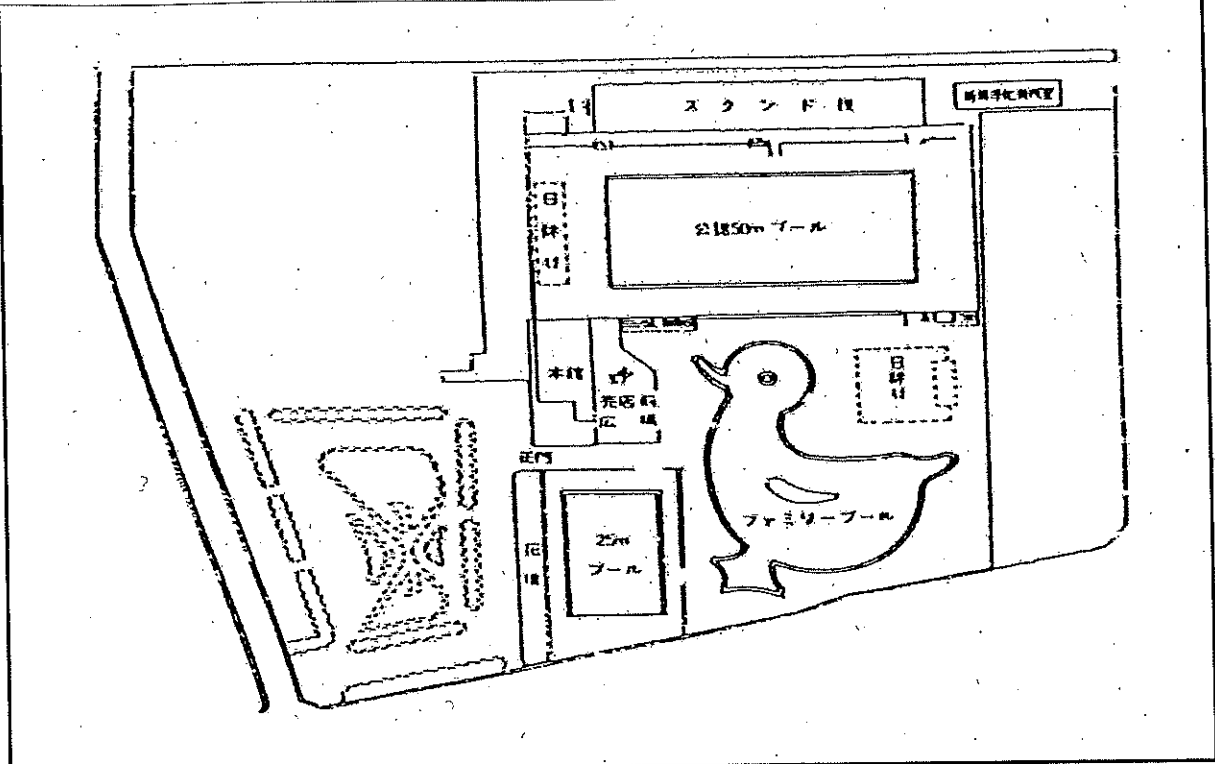 スタンド棟
日除け
公認50mプール
本館
売店前
広場
日除け
正門
花壇
25m
プール
ファミリープール